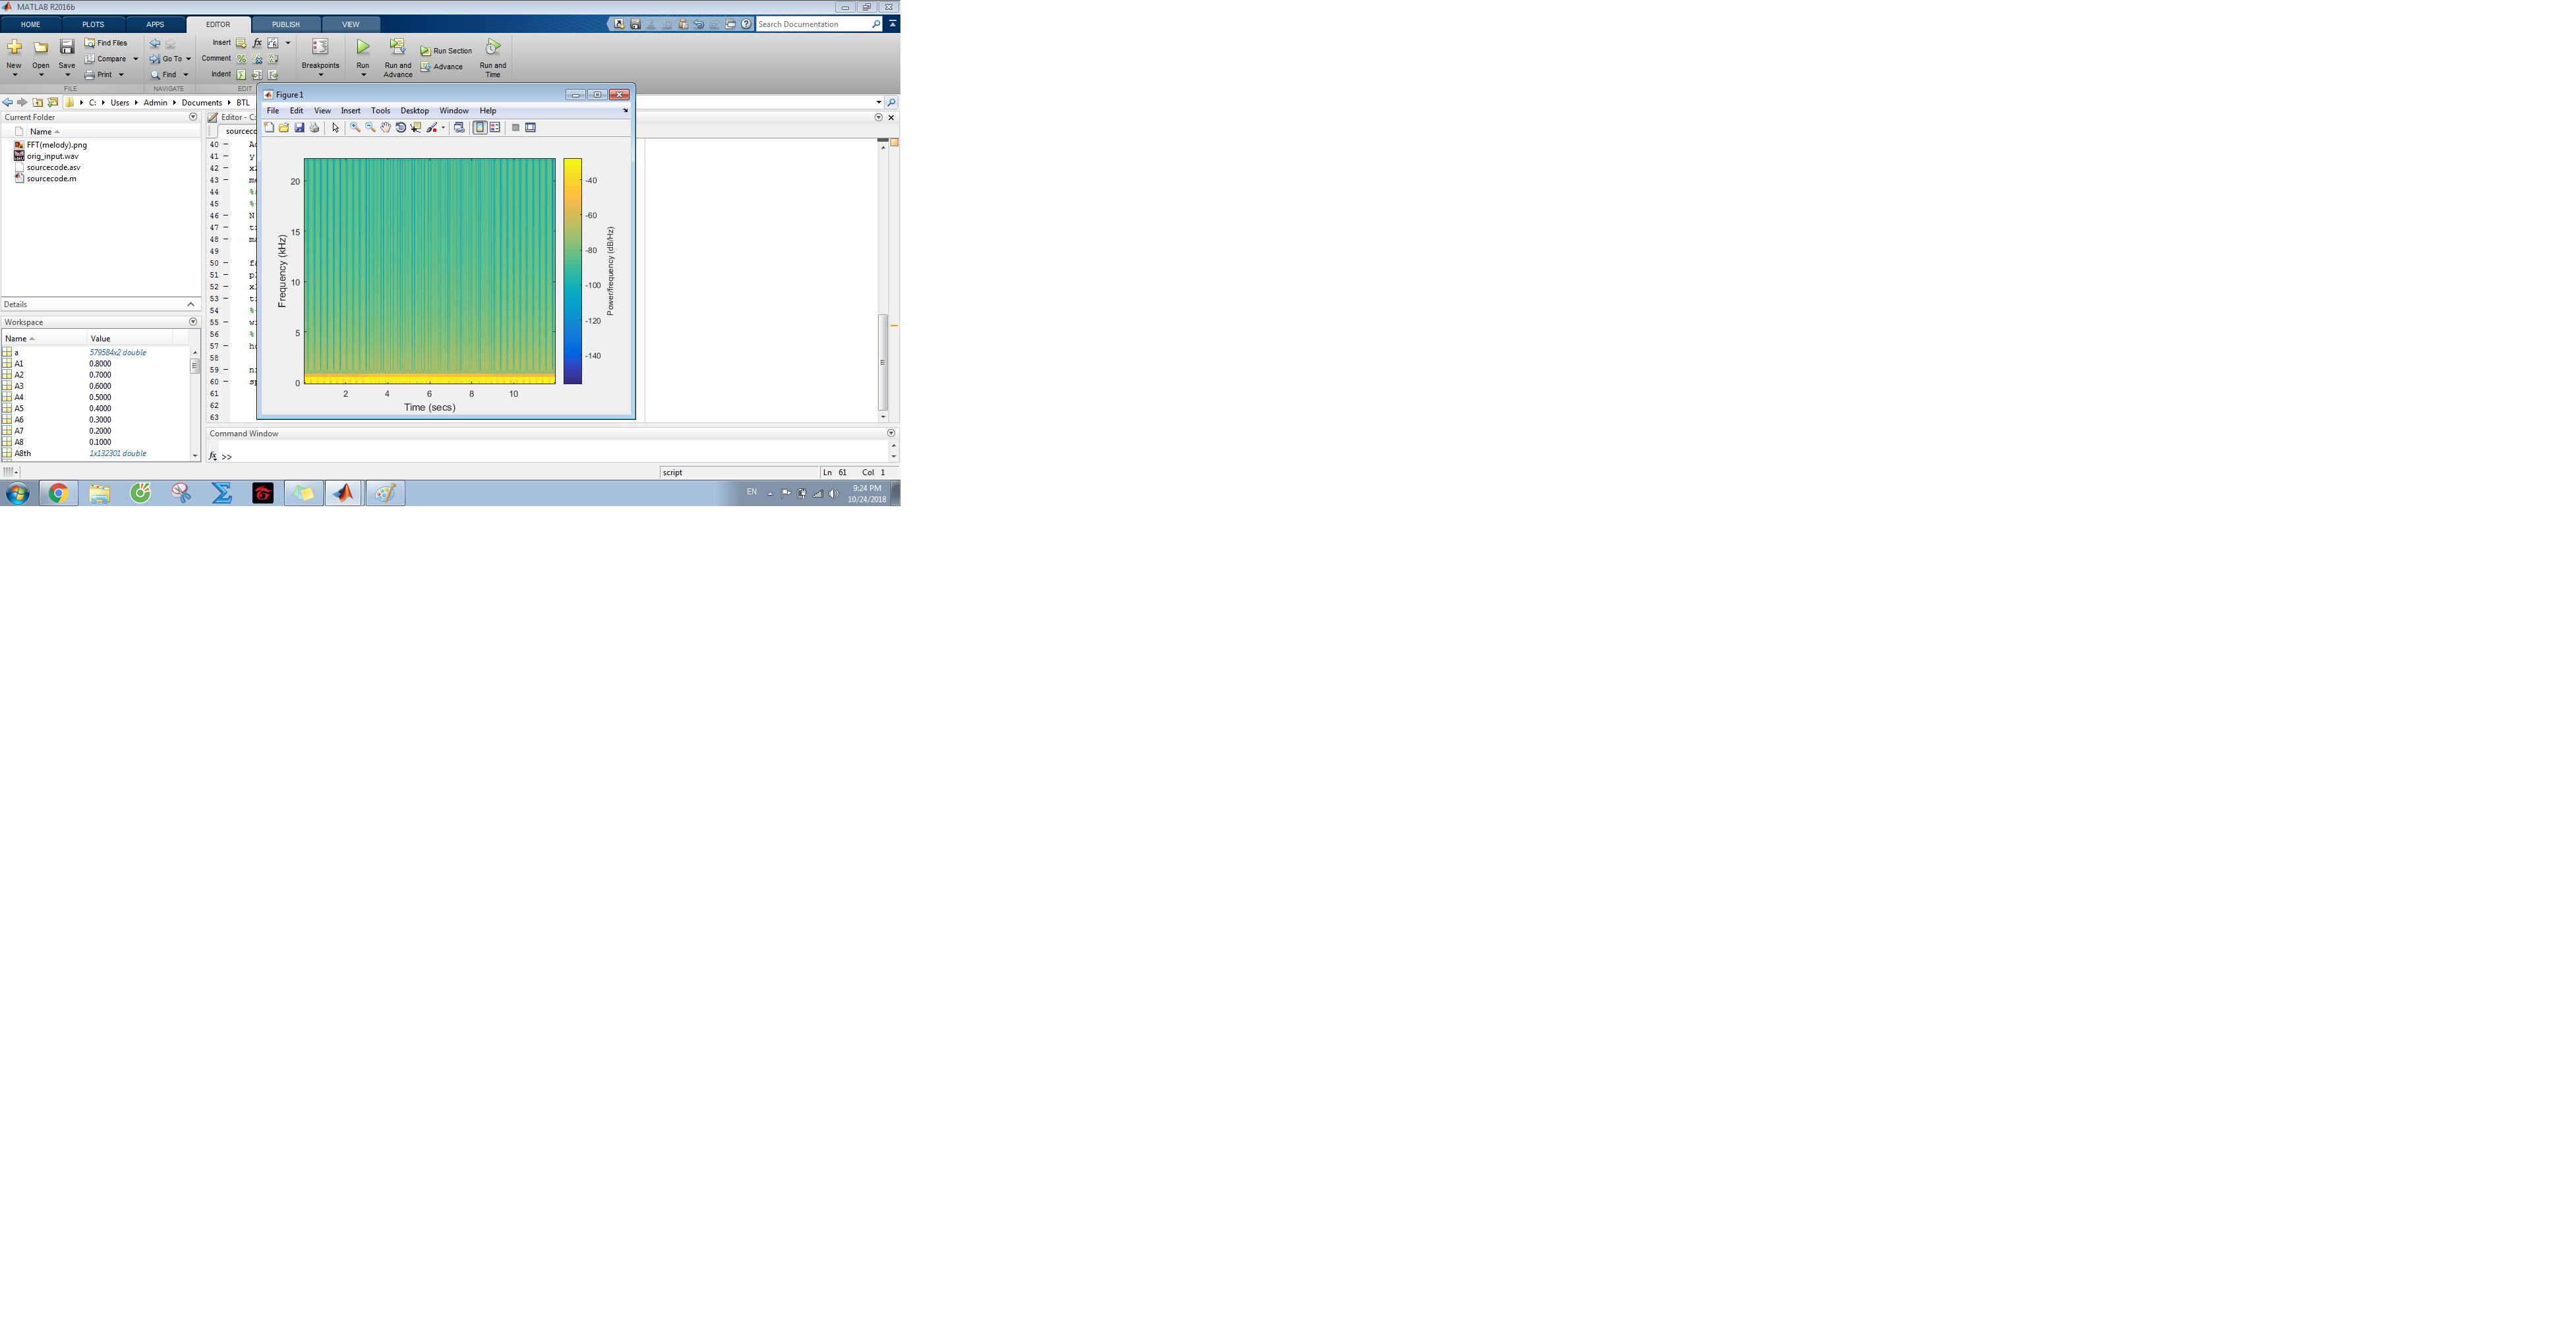 MATLAB R2016b
HOME PLOTS APPS EDITOR PUBLISH VIEW
Search Documentation
New Open Save Find Files Compare Print
Go To Find
Insert Comment Indent
Breakpoints Run Run and Advance Run Section Advance Run and Time
FILE NAVIGATE EDIT
C: Users Admin Documents BTL
Current Folder
Name
FFT(melody).png
orig_input.wav
sourcecode.asv
sourcecode.m
Details
Workspace
Name Value
a 579584x2 double
A1 0.8000
A2 0.7000
A3 0.6000
A4 0.5000
A5 0.4000
A6 0.3000
A7 0.2000
A8 0.1000
A8th 1x132301 double
Editor - C:
40
41 y
42
43
44 %
45 %
46 N
47
48
49
50
51
52
53
54 %
55
56 %
57
58
59
60
61
62
63
Figure 1
File Edit View Insert Tools Desktop Window Help
Frequency (kHz)
20
15
10
5
0
2 4 6 8 10
Time (secs)
-40
-60
-80
-100
-120
-140
Power/frequency (dB/Hz)
Command Window
fx >>
script Ln 61 Col 1
EN
9:24 PM
10/24/2018